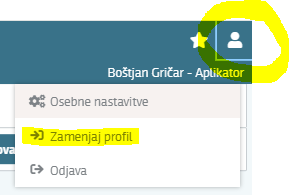 Boštjan Gričar - Aplikator
Osebne nastavitve
Zamenjaj profil
Odjava